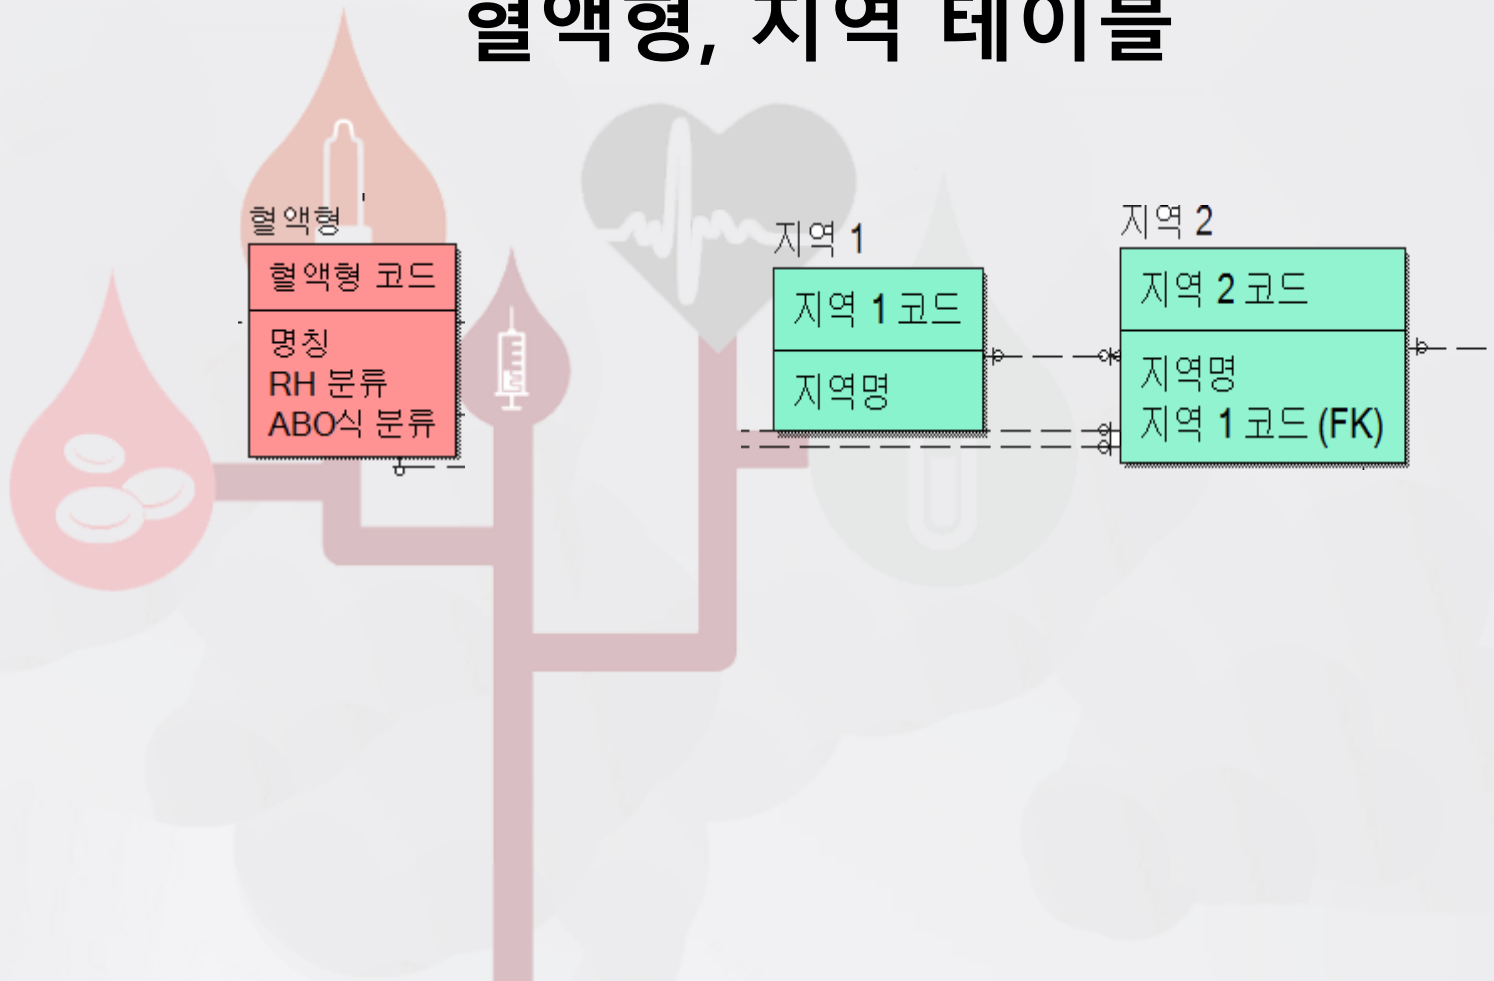 혈액형, 지역 테이블
혈액형
혈액형 코드
명칭
RH 분류
ABO식 분류
지역 1
지역 1 코드
지역명
지역 2
지역 2 코드
지역명
지역 1 코드 (FK)